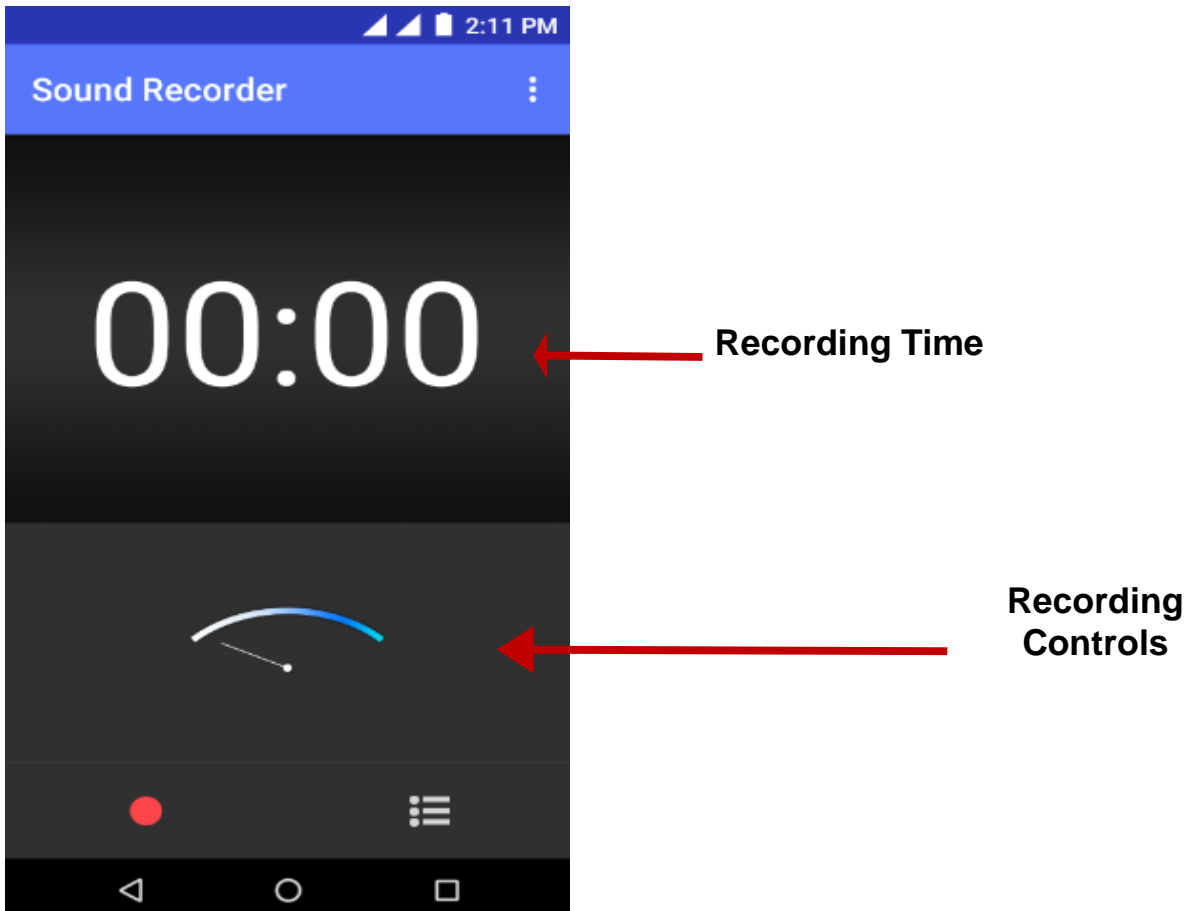 2:11 PM
Sound Recorder
00:00
Recording Time
Recording
Controls